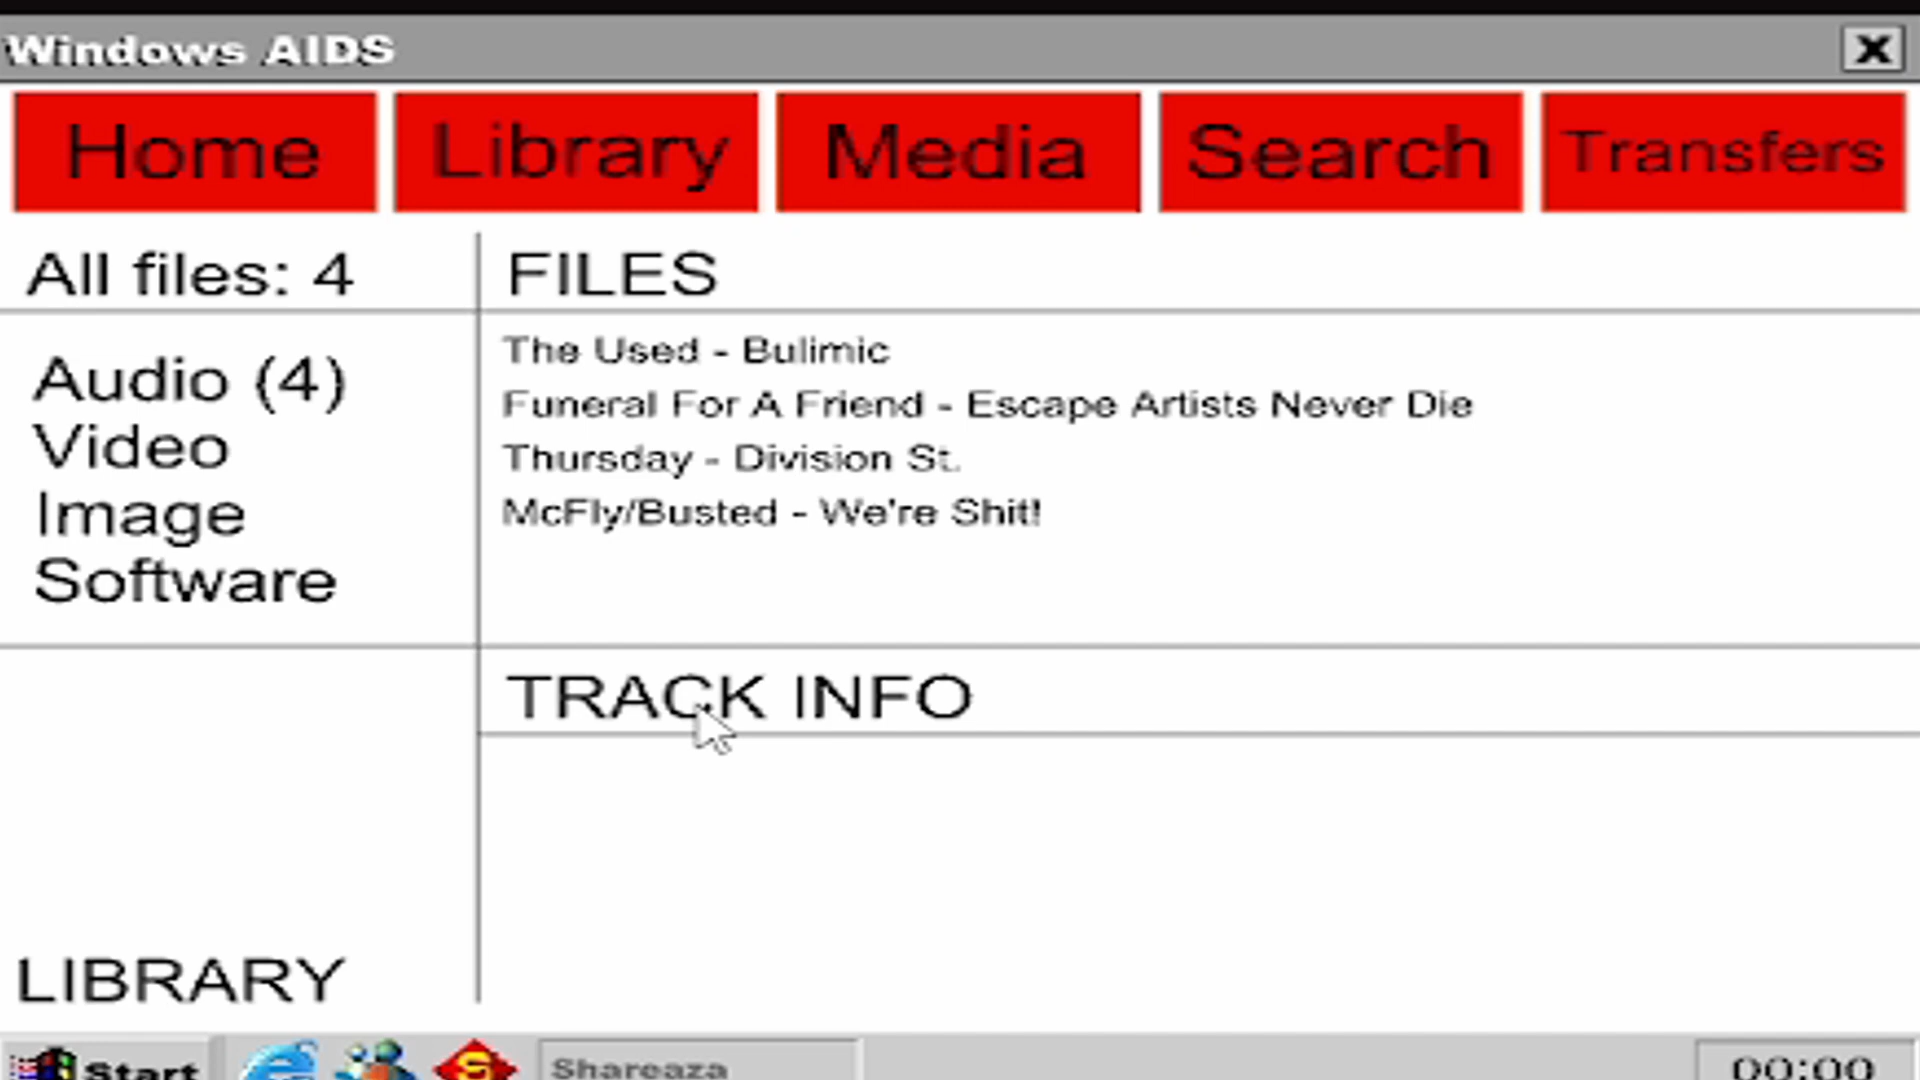 Windows AIDS
Home Library Media Search Transfers
All files: 4
FILES
Audio (4)
Video
Image
Software
The Used - Bulimic
Funeral For A Friend - Escape Artists Never Die
Thursday - Division St.
McFly/Busted - We're Shit!
TRACK INFO
LIBRARY
Start
Shareaza
00:00